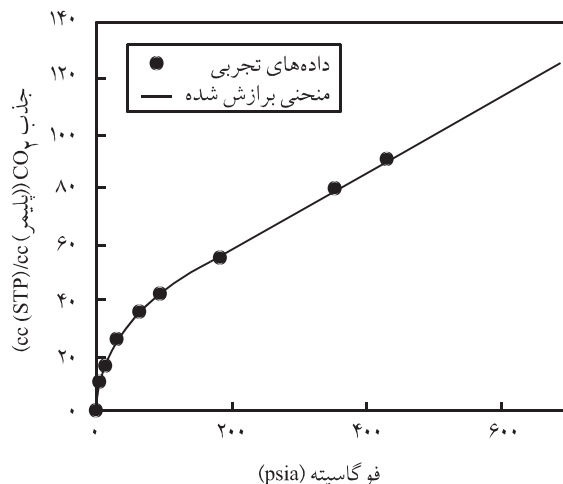 ۱۴۰
۱۲۰
۱۰۰
۸۰
۶۰
۴۰
۲۰
۰
جذب CO۲ (cc (STP)/cc (پلیمر))
داده‌های تجربی
منحنی برازش شده
۰ ۲۰۰ ۴۰۰ ۶۰۰
فوگاسیته (psia)